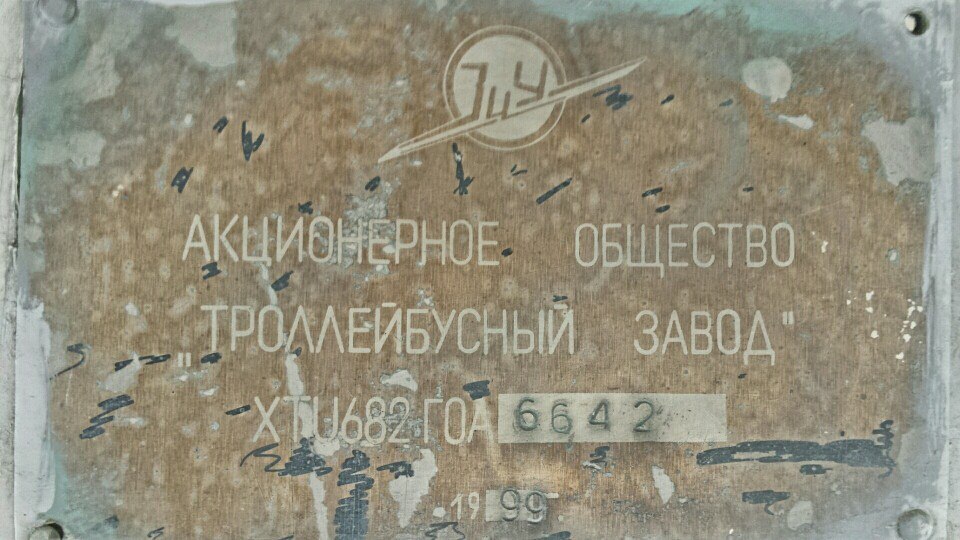 ЗиУ
АКЦИОНЕРНОЕ ОБЩЕСТВО
„ТРОЛЛЕЙБУСНЫЙ ЗАВОД"
XTU682ГОА 6642
1999